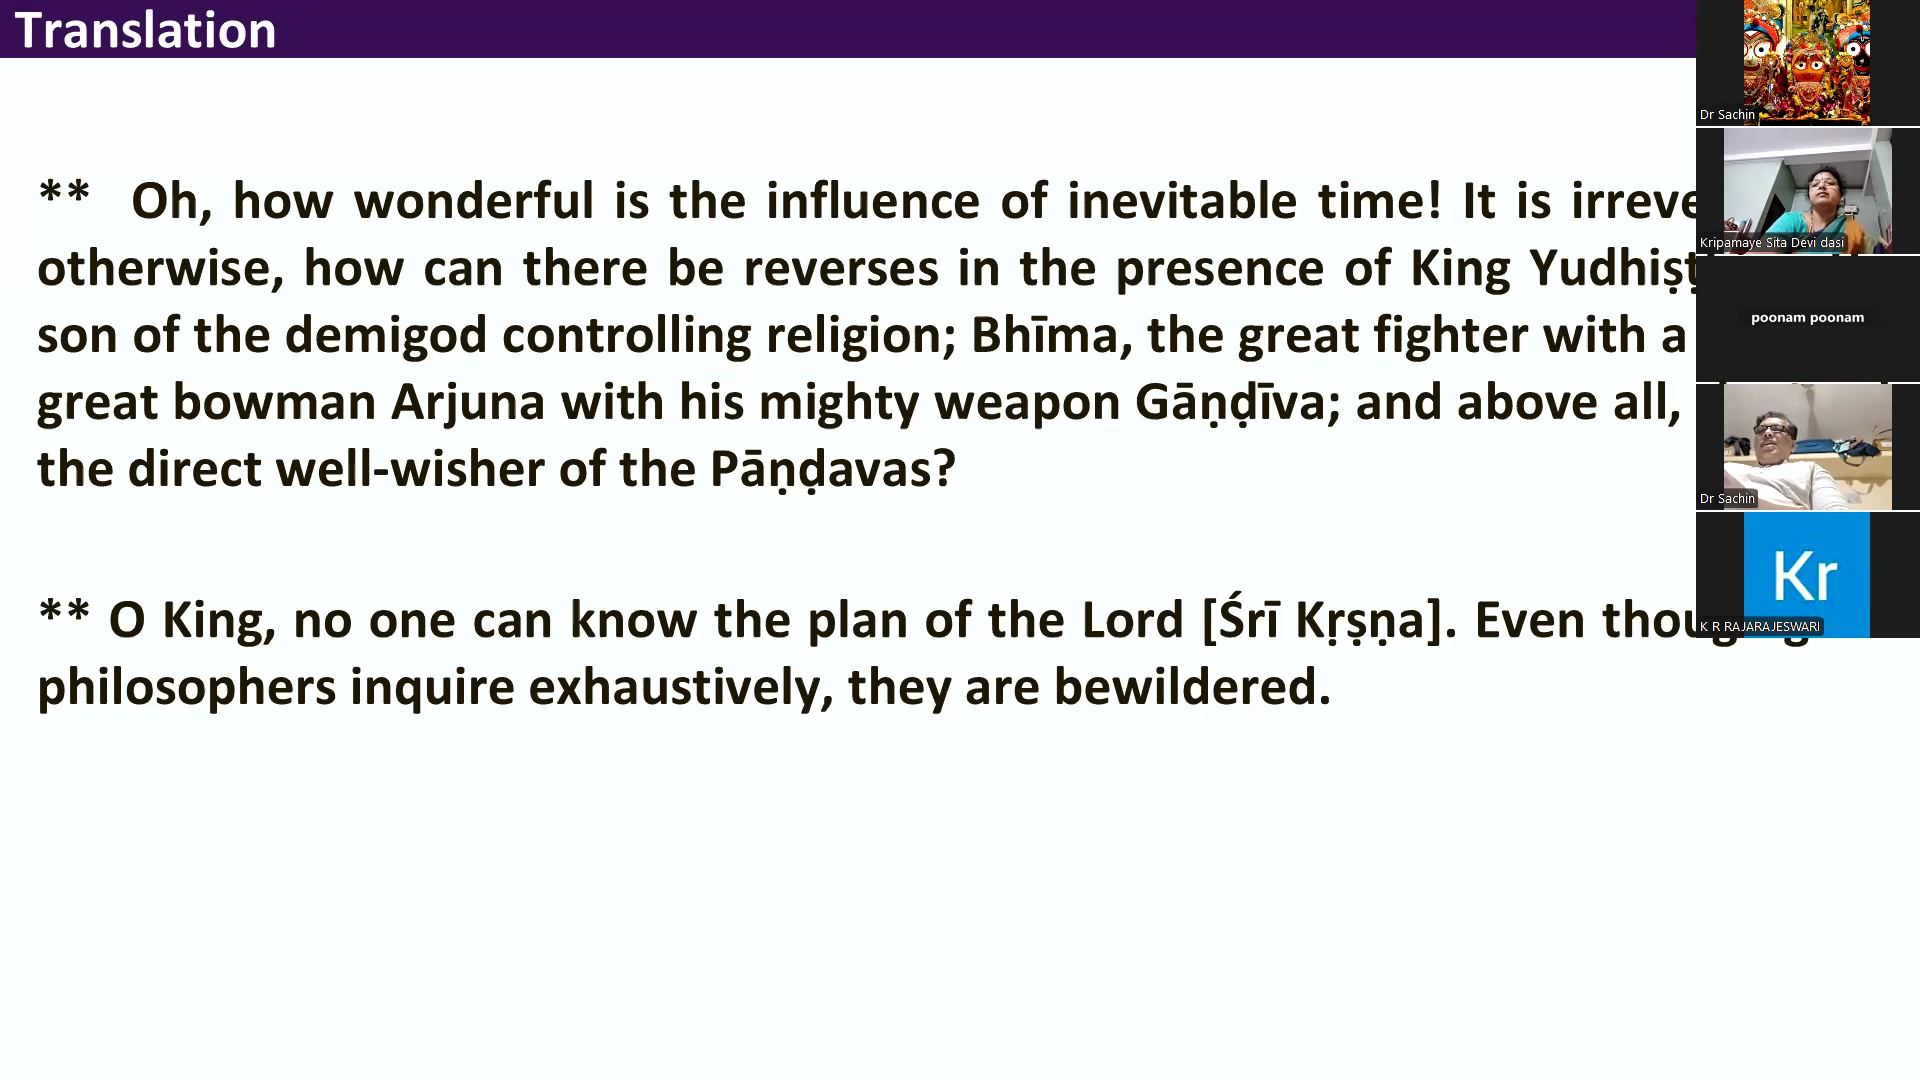 Translation
** Oh, how wonderful is the influence of inevitable time! It is
otherwise, how can there be reverses in the presence of King
son of the demigod controlling religion; Bhīma, the great fighter with a
great bowman Arjuna with his mighty weapon Gāṇḍīva; and above all,
the direct well-wisher of the Pāṇḍavas?
** O King, no one can know the plan of the Lord [Śrī Kṛṣṇa]. Even
philosophers inquire exhaustively, they are bewildered.
Dr Sachin
Kripamaye Sita Devi dasi
poonam poonam
Dr Sachin
Kr
K R RAJARAJESWARI